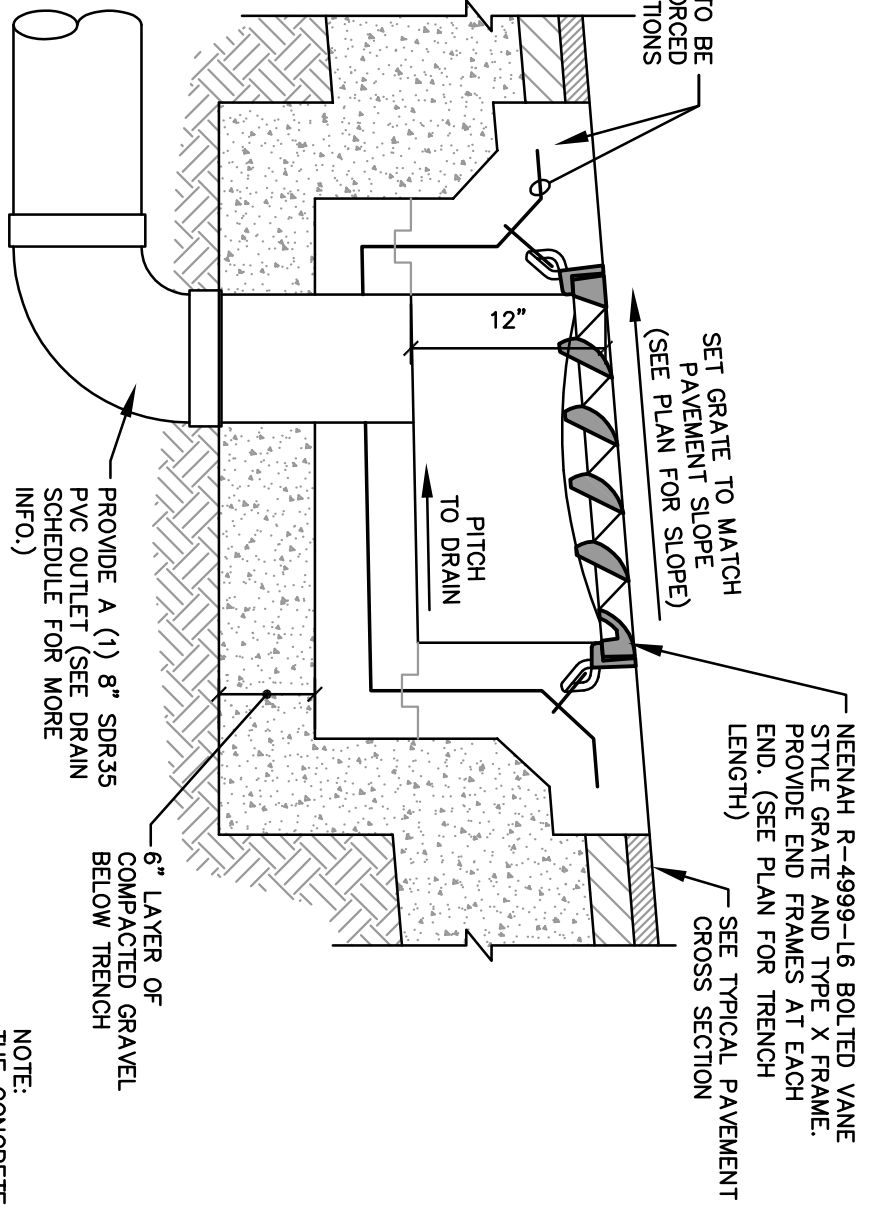 TO BE
ORCED
TIONS
SET GRATE TO MATCH
PAVEMENT SLOPE
(SEE PLAN FOR SLOPE)
NEENAH R-4999-L6 BOLTED VANE
STYLE GRATE AND TYPE X FRAME.
PROVIDE END FRAMES AT EACH
END. (SEE PLAN FOR TRENCH
LENGTH)
SEE TYPICAL PAVEMENT
CROSS SECTION
12"
PITCH
TO DRAIN
PROVIDE A (1) 8" SDR35
PVC OUTLET (SEE DRAIN
SCHEDULE FOR MORE
INFO.)
6" LAYER OF
COMPACTED GRAVEL
BELOW TRENCH
NOTE:
THE CONCRETE